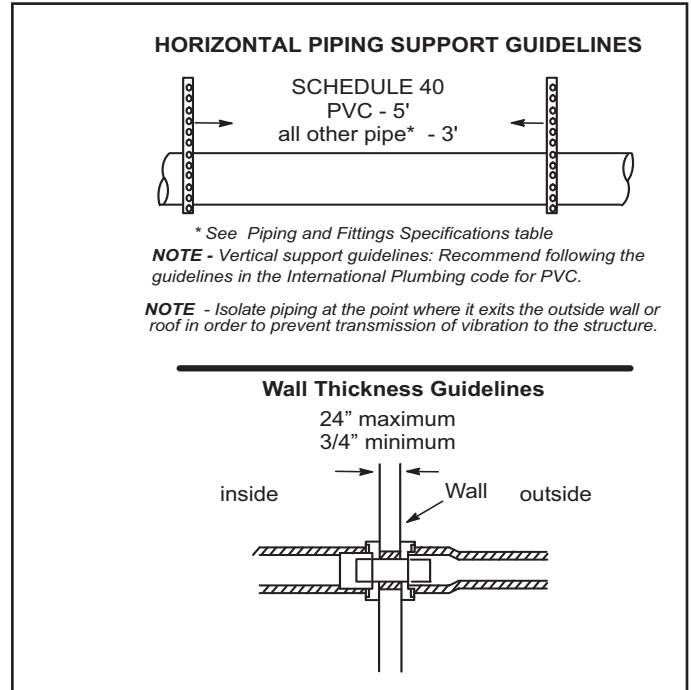 HORIZONTAL PIPING SUPPORT GUIDELINES
SCHEDULE 40
PVC - 5'
all other pipe* - 3'
* See Piping and Fittings Specifications table
NOTE - Vertical support guidelines: Recommend following the
guidelines in the International Plumbing code for PVC.
NOTE - Isolate piping at the point where it exits the outside wall or
roof in order to prevent transmission of vibration to the structure.
Wall Thickness Guidelines
24” maximum
3/4” minimum
inside Wall outside